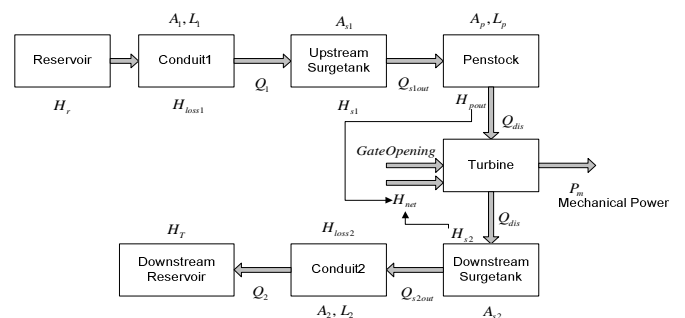 A1, L1
As1
Ap, Lp
Reservoir
Conduit1
Upstream
Surgetank
Penstock
Q1
Qs1out
Hr
Hloss1
Hs1
Hpout
Qdis
GateOpening
Turbine
Hnet
Pm
Mechanical Power
Qdis
HT
Hloss2
Hs2
Downstream
Reservoir
Conduit2
Downstream
Surgetank
Q2
Qs2out
A2, L2
As2